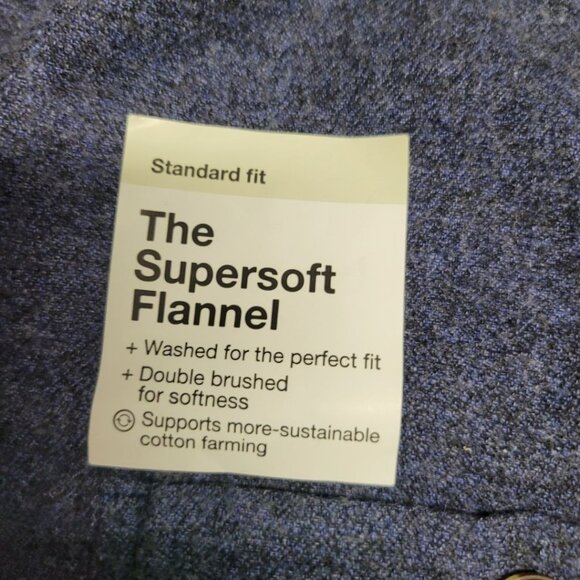 Standard fit
The
Supersoft
Flannel
+ Washed for the perfect fit
+ Double brushed
for softness
Supports more-sustainable
cotton farming